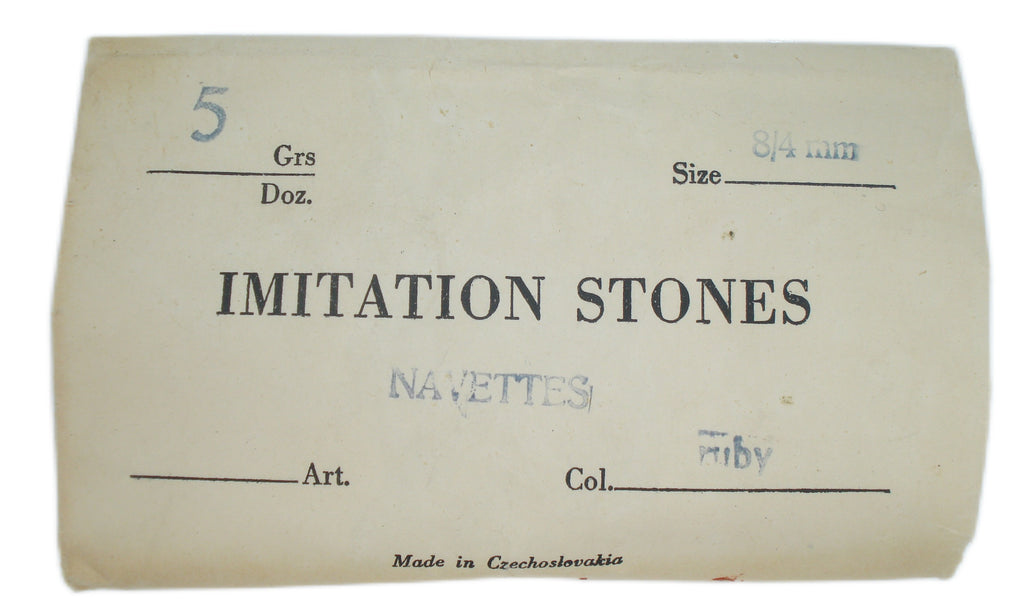 5 Grs
Doz.
Size 8/4 mm
IMITATION STONES
NAVETTES
Art.
Col. ruby
Made in Czechoslovakia